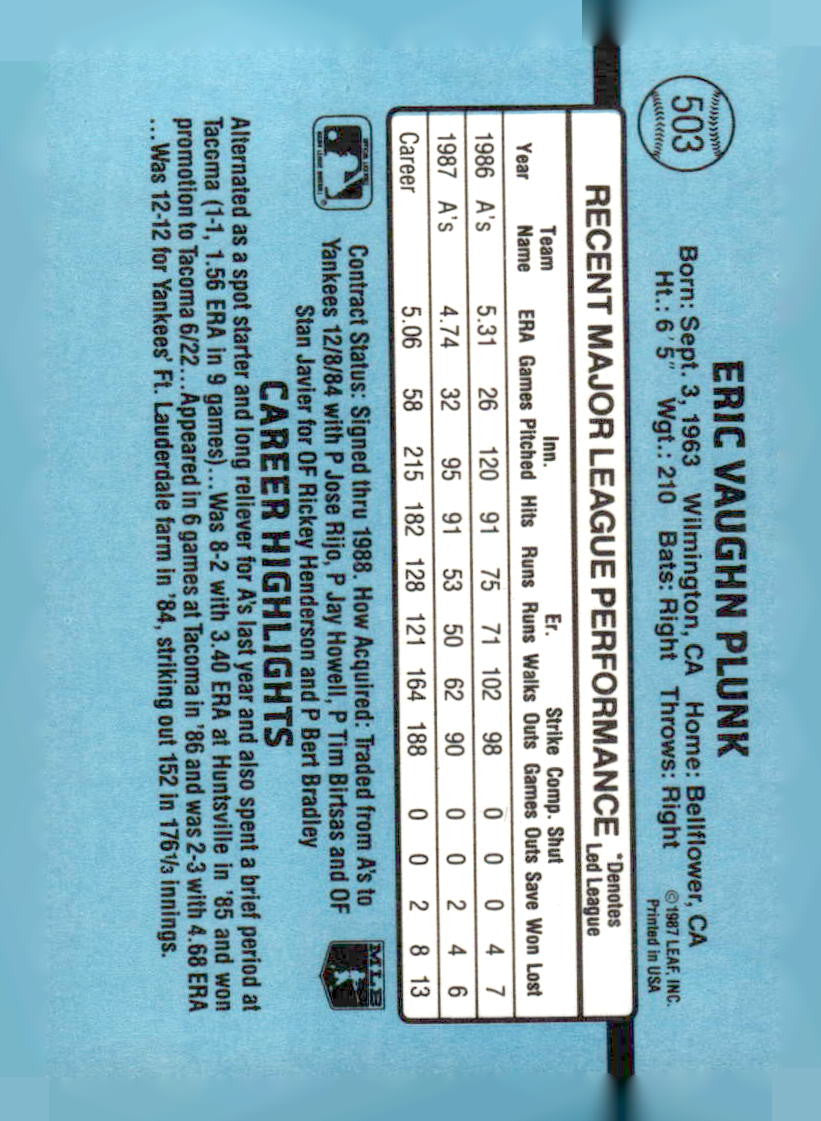 503
ERIC VAUGHN PLUNK
Born: Sept. 3, 1963 Wilmington, CA Home: Bellflower, CA
Ht.: 6'5" Wgt.: 210 Bats: Right Throws: Right
©1987 LEAF, INC.
Printed in USA
RECENT MAJOR LEAGUE PERFORMANCE *Denotes Led League
Year Team Name ERA Games Inn. Pitched Hits Runs Er. Runs Walks Strike Outs Comp. Games Shut Outs Save Won Lost
1986 A's 5.31 26 120 91 75 71 102 98 0 0 0 4 7
1987 A's 4.74 32 95 91 53 50 62 90 0 0 2 4 6
Career 5.06 58 215 182 128 121 164 188 0 0 2 8 13
Contract Status: Signed thru 1988. How Acquired: Traded from A's to
Yankees 12/8/84 with P Jose Rijo, P Jay Howell, P Tim Birtsas and OF
Stan Javier for OF Rickey Henderson and P Bert Bradley
MLB
CAREER HIGHLIGHTS
Alternated as a spot starter and long reliever for A's last year and also spent a brief period at
Tacoma (1-1, 1.56 ERA in 9 games)...Was 8-2 with 3.40 ERA at Huntsville in '85 and won
promotion to Tacoma 6/22...Appeared in 6 games at Tacoma in '86 and was 2-3 with 4.68 ERA
...Was 12-12 for Yankees' Ft. Lauderdale farm in '84, striking out 152 in 176 1/3 innings.